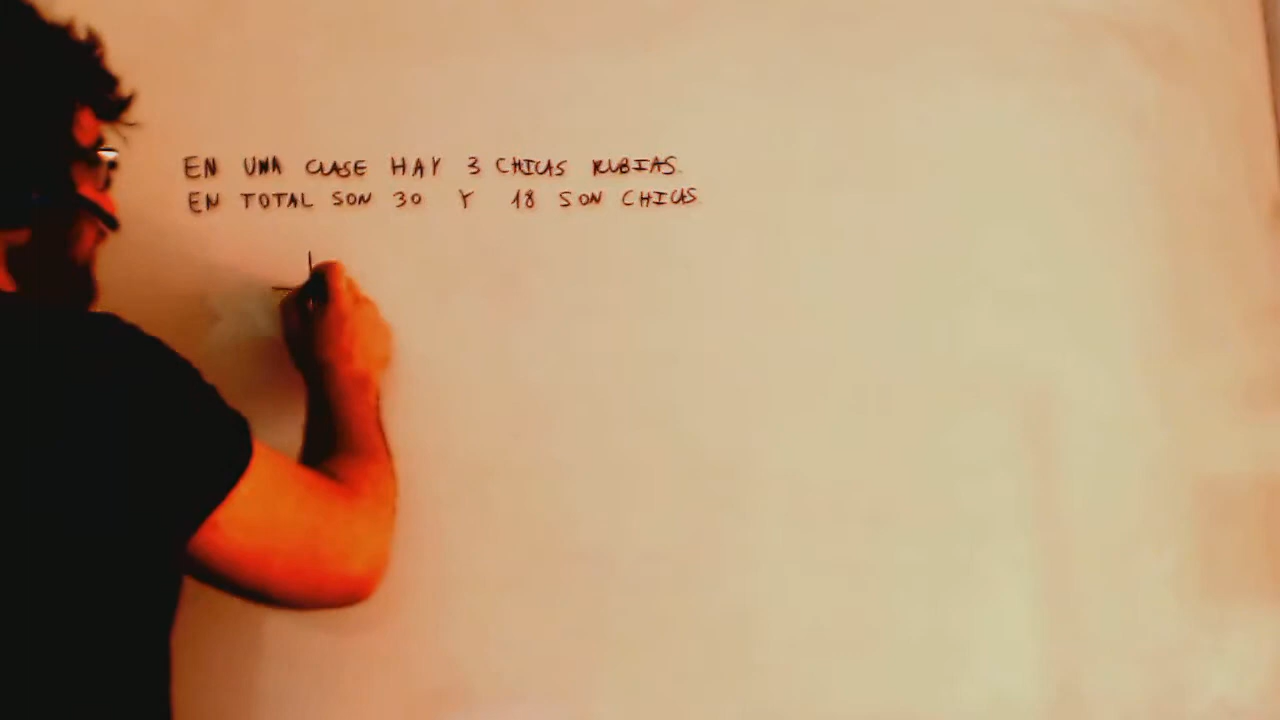 EN UNA CLASE HAY 3 CHICAS RUBIAS.
EN TOTAL SON 30 Y 18 SON CHICAS.